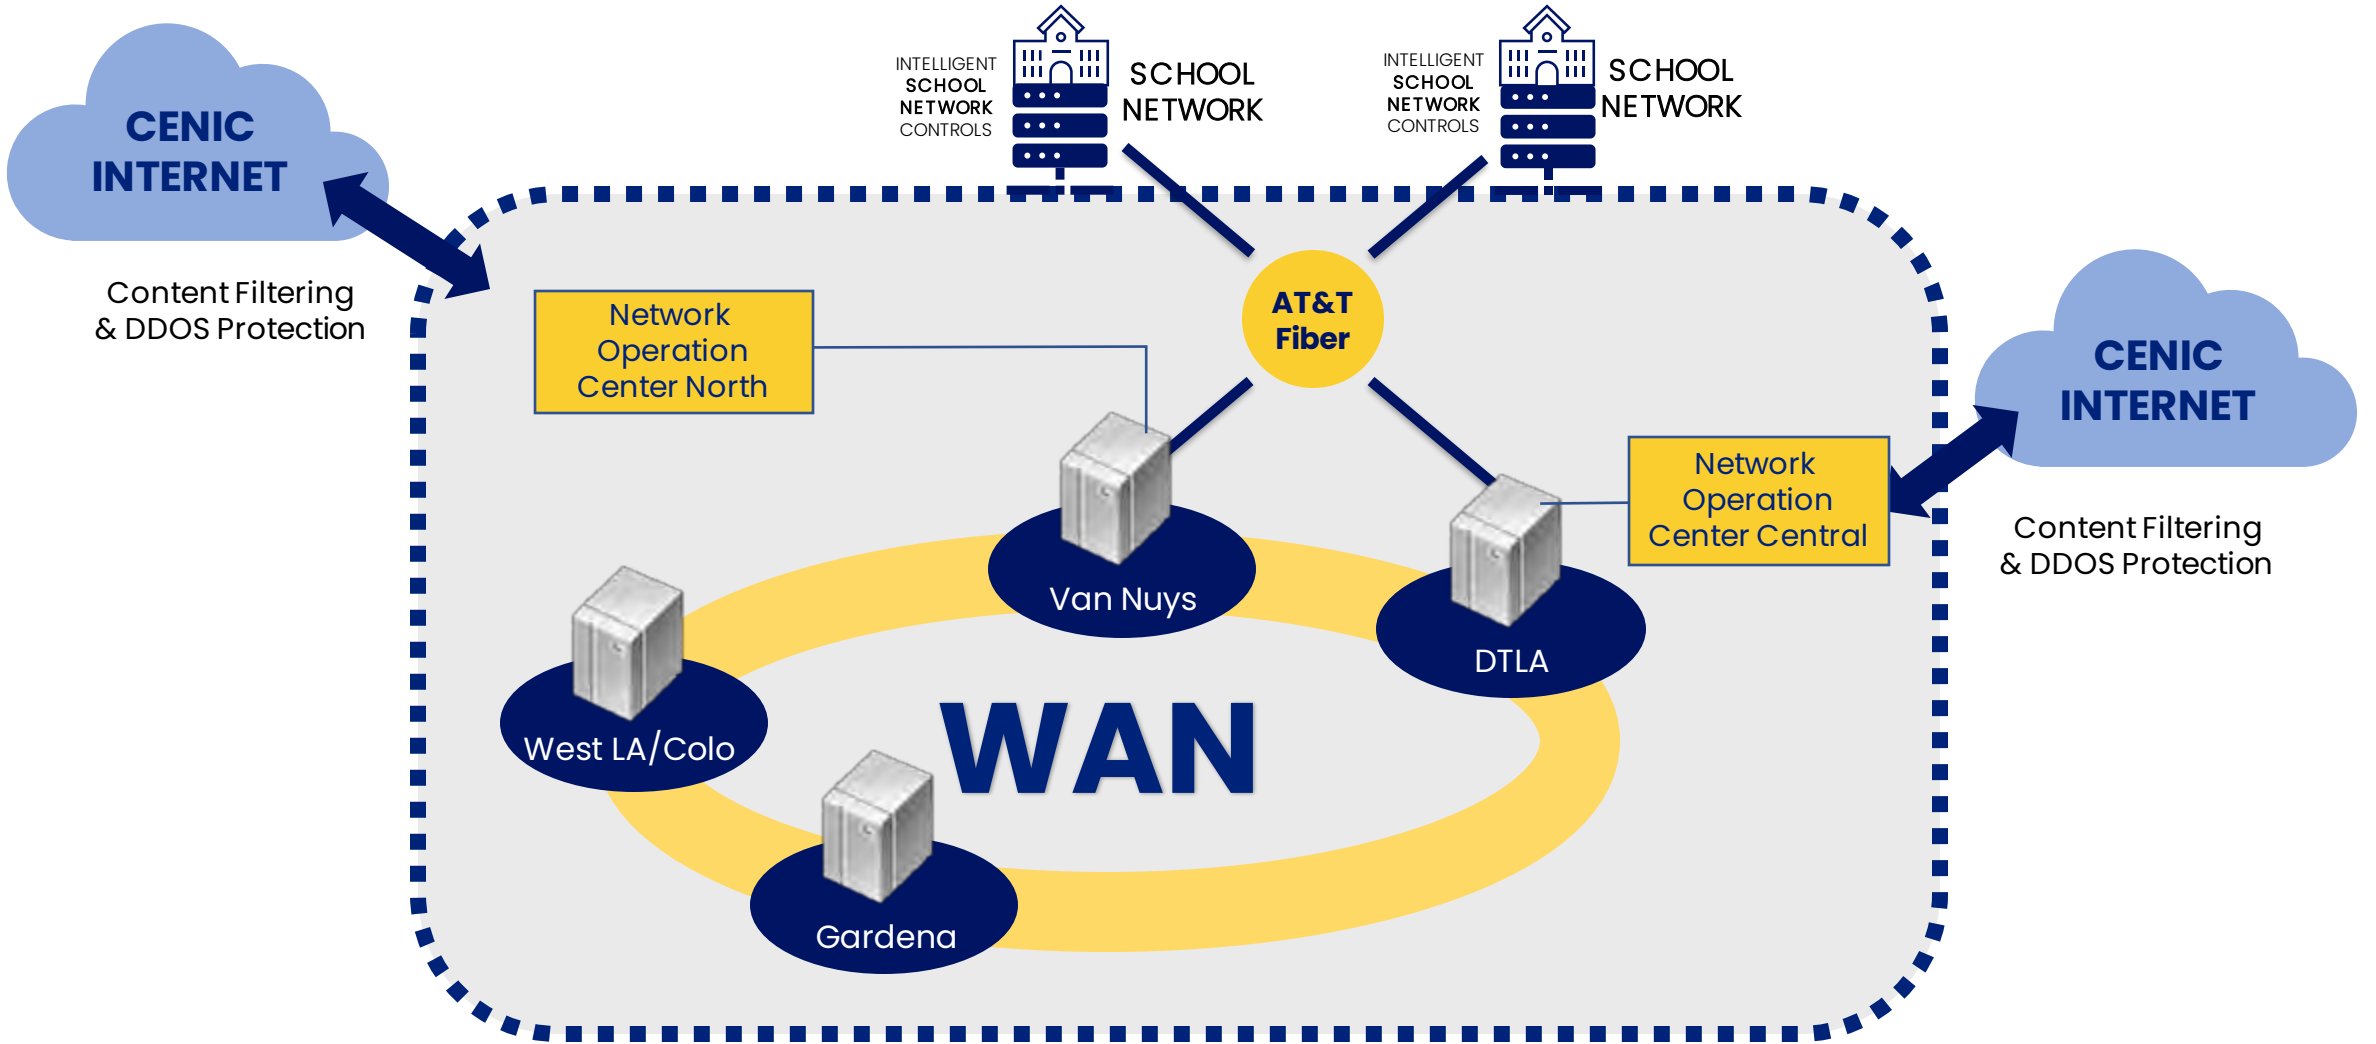 CENIC
INTERNET
Content Filtering
& DDOS Protection
INTELLIGENT
SCHOOL
NETWORK
CONTROLS
SCHOOL
NETWORK
INTELLIGENT
SCHOOL
NETWORK
CONTROLS
SCHOOL
NETWORK
AT&T
Fiber
Network
Operation
Center North
CENIC
INTERNET
Content Filtering
& DDOS Protection
Network
Operation
Center Central
Van Nuys
DTLA
West LA/Colo
WAN
Gardena